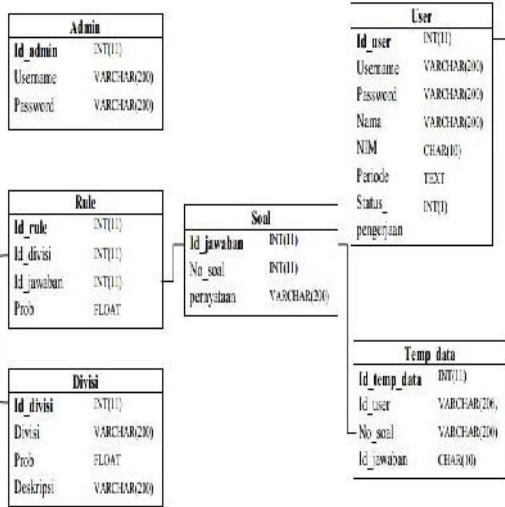 Admin
Id_admin INT(11)
Username VARCHAR(200)
Password VARCHAR(200)
User
Id_user INT(11)
Username VARCHAR(200)
Password VARCHAR(200)
Nama VARCHAR(200)
NIM CHAR(10)
Periode TEXT
Status_ INT(1)
pengerjaan
Rule
Id_rule INT(11)
Id_divisi INT(11)
Id_jawaban INT(11)
Prob FLOAT
Soal
Id_jawaban INT(11)
No_soal INT(11)
pernyataan VARCHAR(200)
Divisi
Id_divisi INT(11)
Divisi VARCHAR(200)
Prob FLOAT
Deskripsi VARCHAR(200)
Temp_data
Id_temp_data INT(11)
Id_user
No_soal VARCHAR(200)
Id_jawaban CHAR(10)